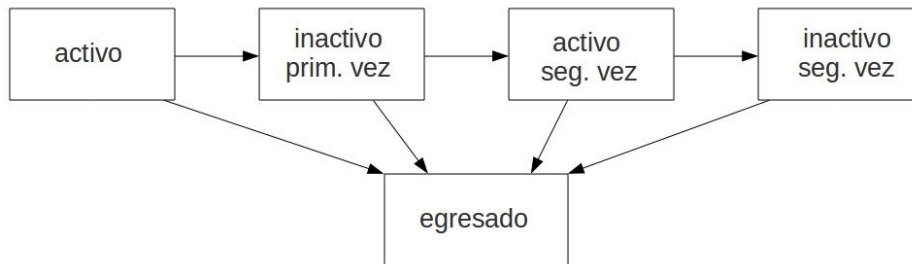 activo
inactivo
prim. vez
activo
seg. vez
inactivo
seg. vez
egresado